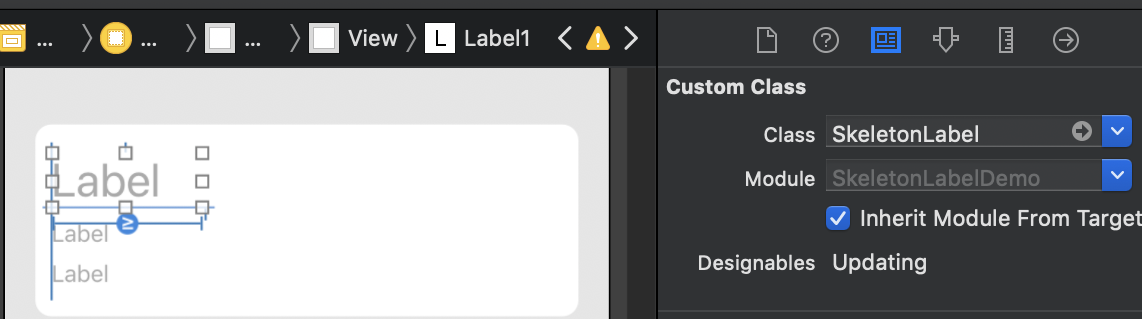 ... ... ... View L Label1
Custom Class
Class SkeletonLabel
Module SkeletonLabelDemo
Inherit Module From Target
Designables Updating
Label
Label
Label